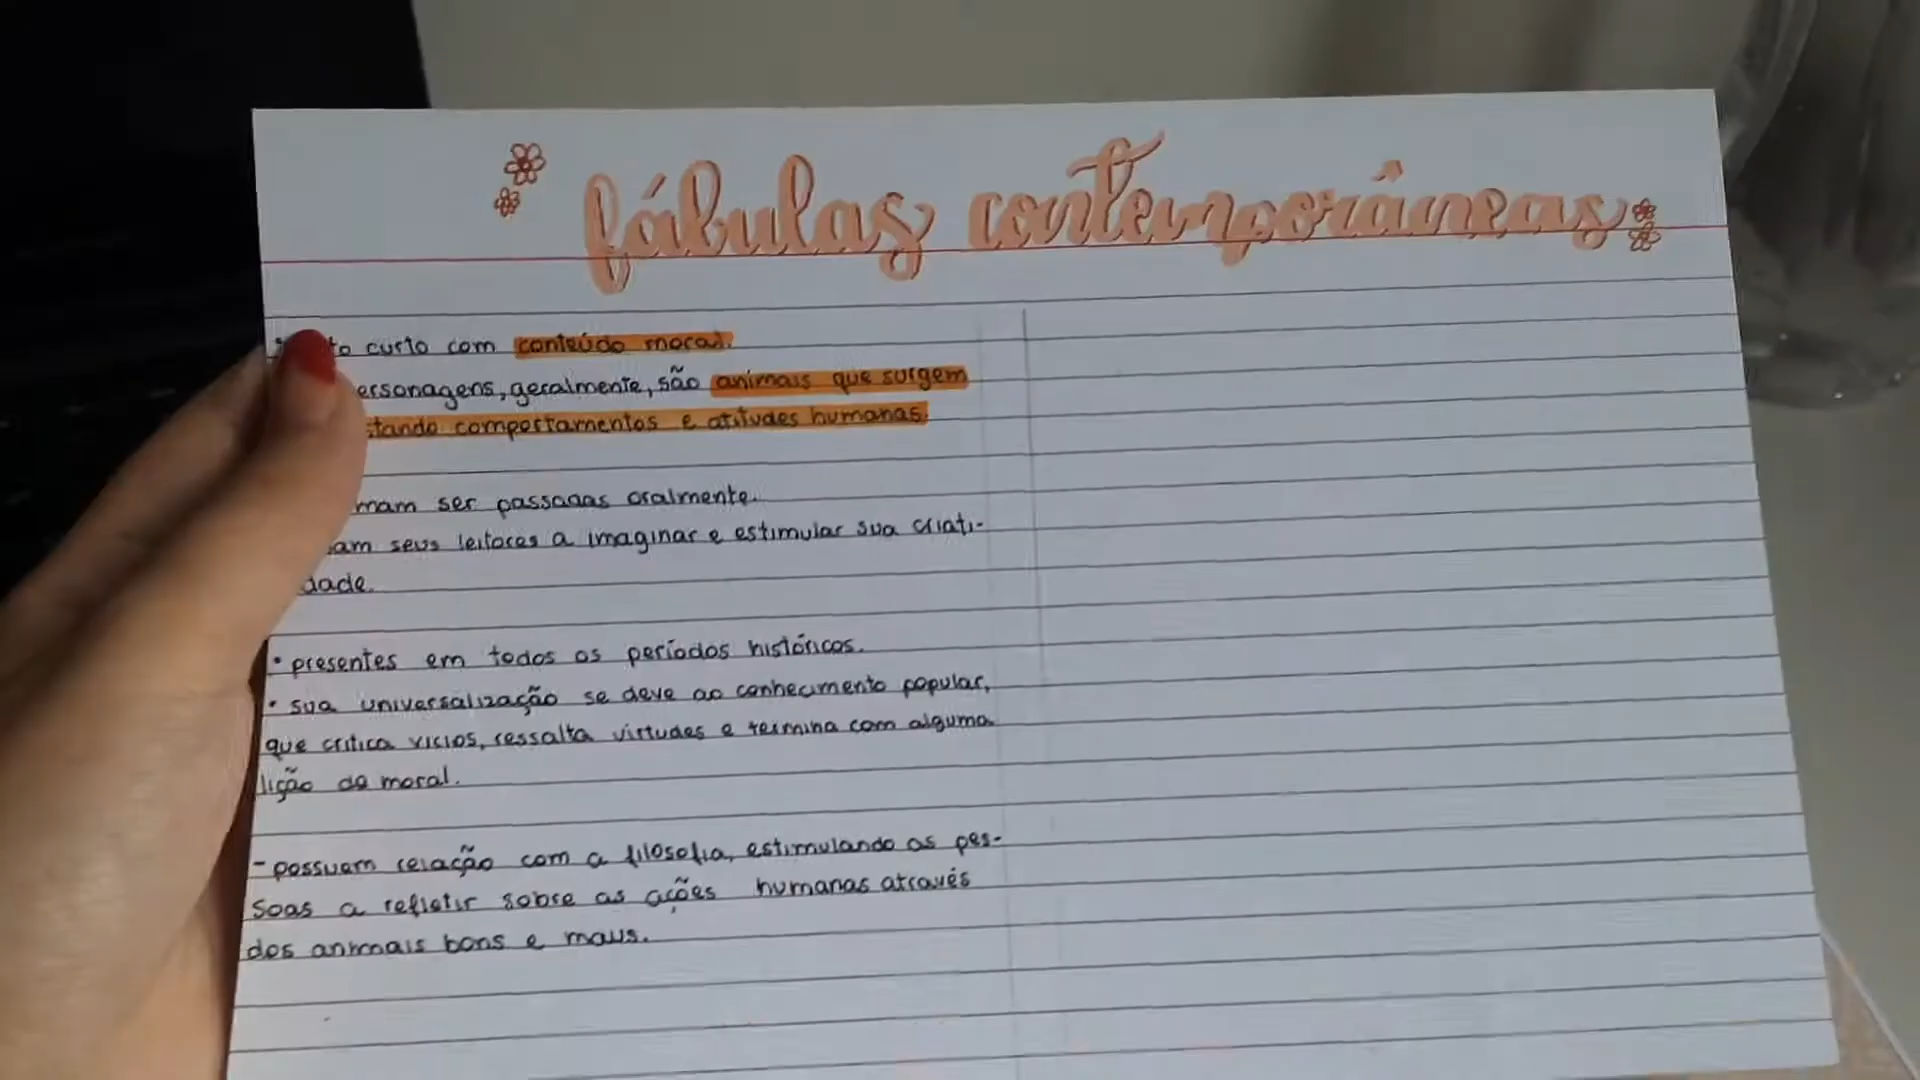 fábulas contemporâneas
to curto com conteúdo moral.
ersonagens, geralmente, são animais que surgem
tando comportamentos e atitudes humanas.
mam ser passadas oralmente.
iam seus leitores a imaginar e estimular sua criati-
dade.
• presentes em todos os períodos históricos.
• sua universalização se deve ao conhecimento popular,
que critica vícios, ressalta virtudes e termina com alguma
lição de moral.
- possuem relação com a filosofia, estimulando as pes-
soas a refletir sobre as ações humanas através
dos animais bons e maus.